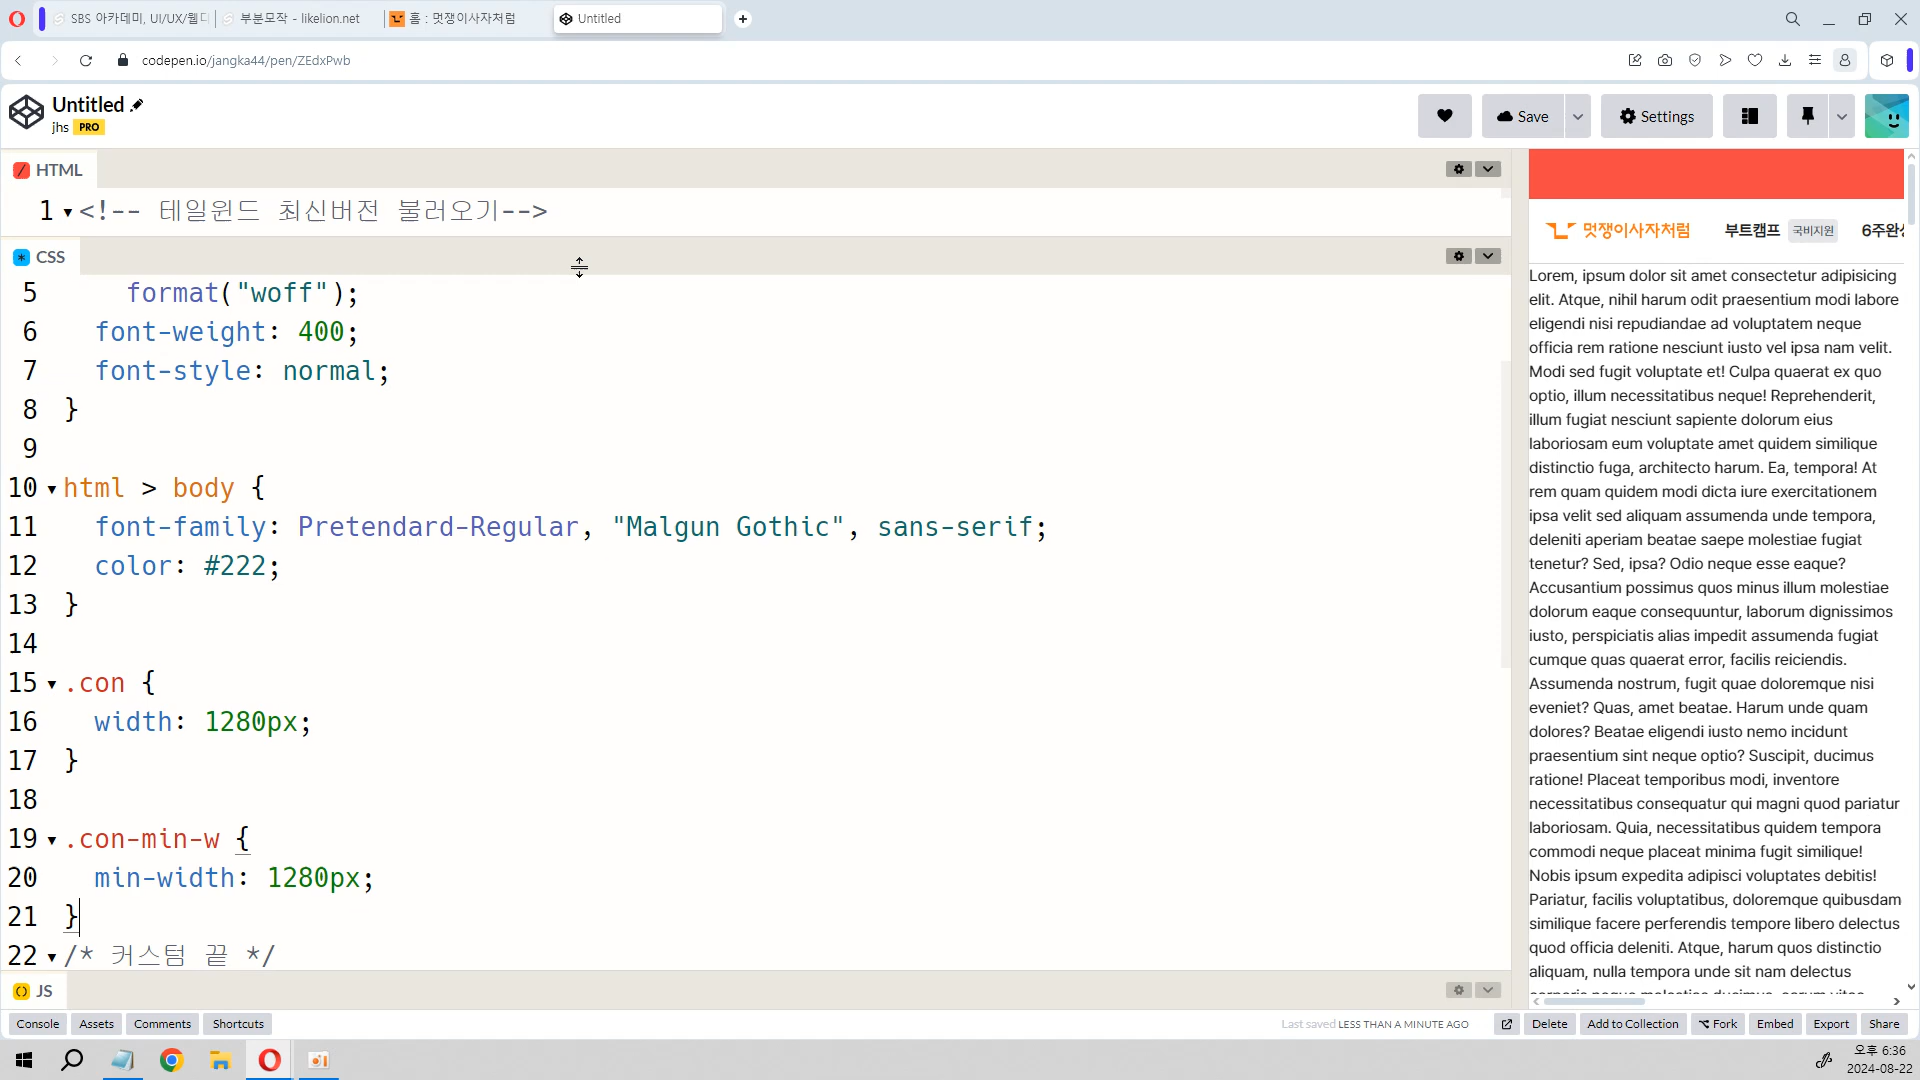 SBS 아카데미, UI/UX/웹디
부분모작 - likelion.net
홈 : 멋쟁이사자처럼
Untitled
codepen.io/jangka44/pen/ZEdxPwb
Untitled
jhs PRO
Save
Settings
HTML
1 <!-- 테일윈드 최신버전 불러오기-->
CSS
5 format("woff");
6 font-weight: 400;
7 font-style: normal;
8 }
9
10 html > body {
11 font-family: Pretendard-Regular, "Malgun Gothic", sans-serif;
12 color: #222;
13 }
14
15 .con {
16 width: 1280px;
17 }
18
19 .con-min-w {
20 min-width: 1280px;
21 }
22 /* 커스텀 끝 */
JS
멋쟁이사자처럼 부트캠프 국비지원 6주완성
Lorem, ipsum dolor sit amet consectetur adipisicing
elit. Atque, nihil harum odit praesentium modi labore
eligendi nisi repudiandae ad voluptatem neque
officia rem ratione nesciunt iusto vel ipsa nam velit.
Modi sed fugit voluptate et! Culpa quaerat ex quo
optio, illum necessitatibus neque! Reprehenderit,
illum fugiat nesciunt sapiente dolorum eius
laboriosam eum voluptate amet quidem similique
distinctio fuga, architecto harum. Ea, tempora! At
rem quam quidem modi dicta iure exercitationem
ipsa velit sed aliquam assumenda unde tempora,
deleniti aperiam beatae saepe molestiae fugiat
tenetur? Sed, ipsa? Odio neque esse eaque?
Accusantium possimus quos minus illum molestiae
dolorum eaque consequuntur, laborum dignissimos
iusto, perspiciatis alias impedit assumenda fugiat
cumque quas quaerat error, facilis reiciendis.
Assumenda nostrum, fugit quae doloremque nisi
eveniet? Quas, amet beatae. Harum unde quam
dolores? Beatae eligendi iusto nemo incidunt
praesentium sint neque optio? Suscipit, ducimus
ratione! Placeat temporibus modi, inventore
necessitatibus consequatur qui magni quod pariatur
laboriosam. Quia, necessitatibus quidem tempora
commodi neque placeat minima fugit similique!
Nobis ipsum expedita adipisci voluptates debitis!
Pariatur, facilis voluptatibus, doloremque quibusdam
similique facere perferendis tempore libero delectus
quod officia deleniti. Atque, harum quos distinctio
aliquam, nulla tempora unde sit nam delectus
Console Assets Comments Shortcuts
Last saved LESS THAN A MINUTE AGO
Delete Add to Collection Fork Embed Export Share
오후 6:36
2024-08-22